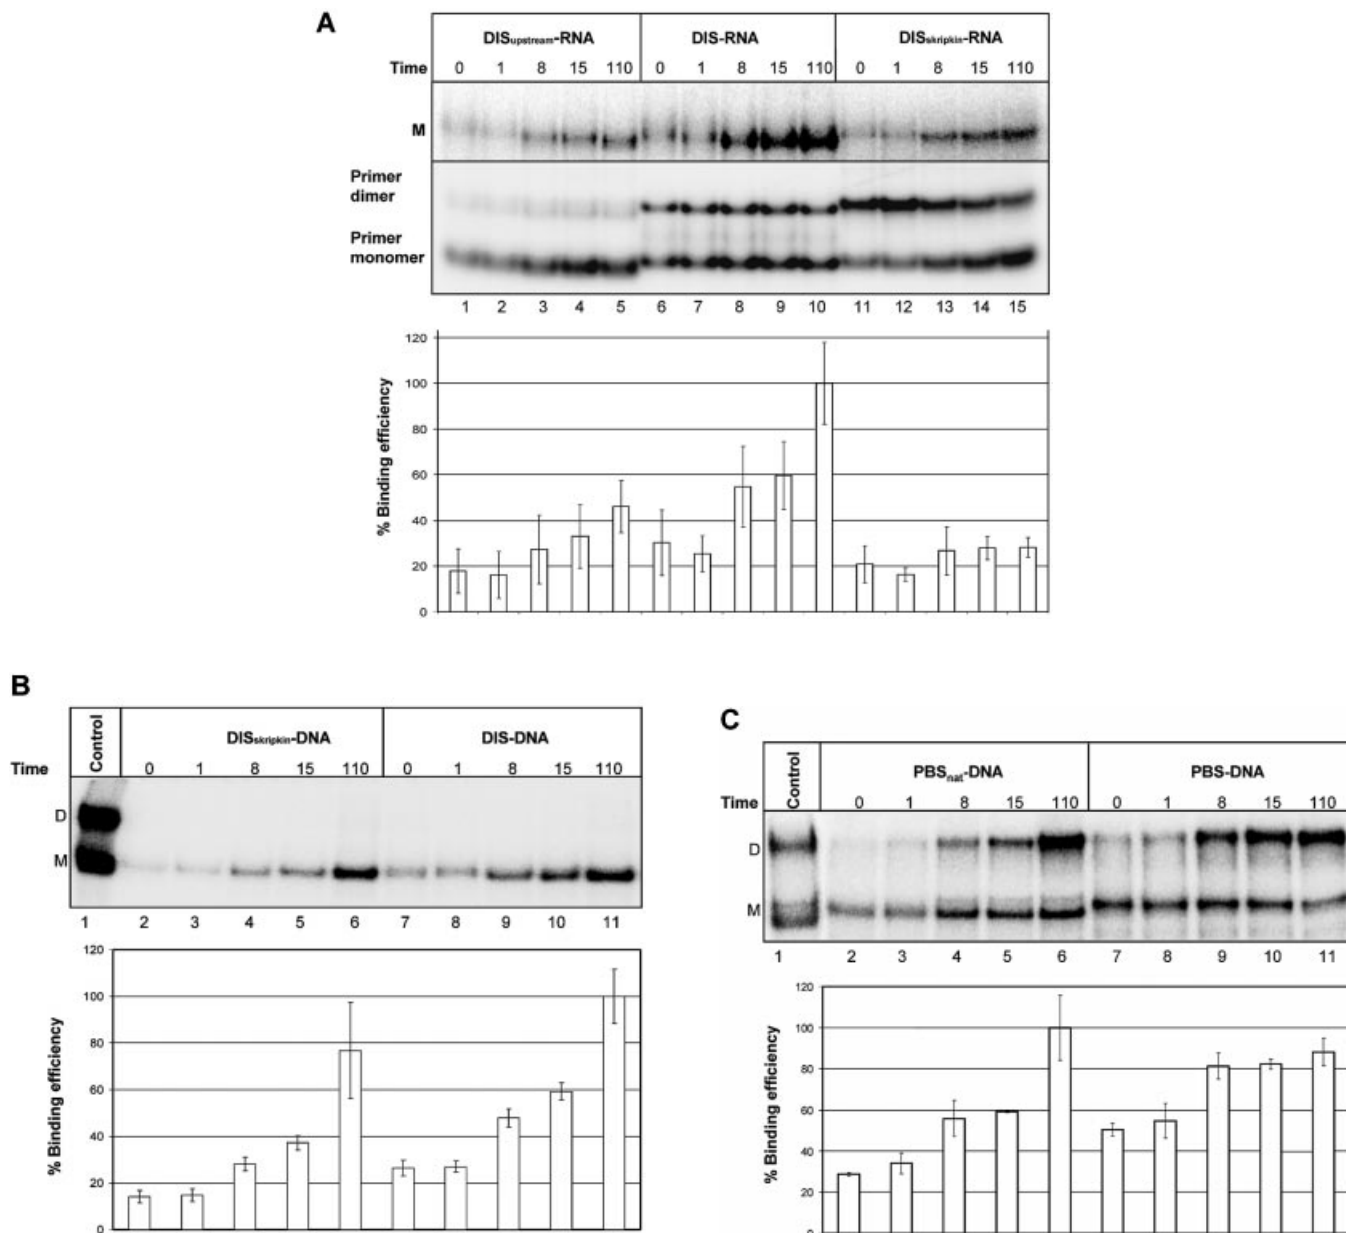 A
DISupstream-RNA DIS-RNA DISskripkin-RNA
Time 0 1 8 15 110 0 1 8 15 110 0 1 8 15 110
M
Primer
dimer
Primer
monomer
1 2 3 4 5 6 7 8 9 10 11 12 13 14 15
% Binding efficiency
120
100
80
60
40
20
0
B
Control DISskripkin-DNA DIS-DNA
Time 0 1 8 15 110 0 1 8 15 110
D
M
1 2 3 4 5 6 7 8 9 10 11
% Binding efficiency
120
100
80
60
40
20
0
C
Control PBSnat-DNA PBS-DNA
Time 0 1 8 15 110 0 1 8 15 110
D
M
1 2 3 4 5 6 7 8 9 10 11
% Binding efficiency
120
100
80
60
40
20
0